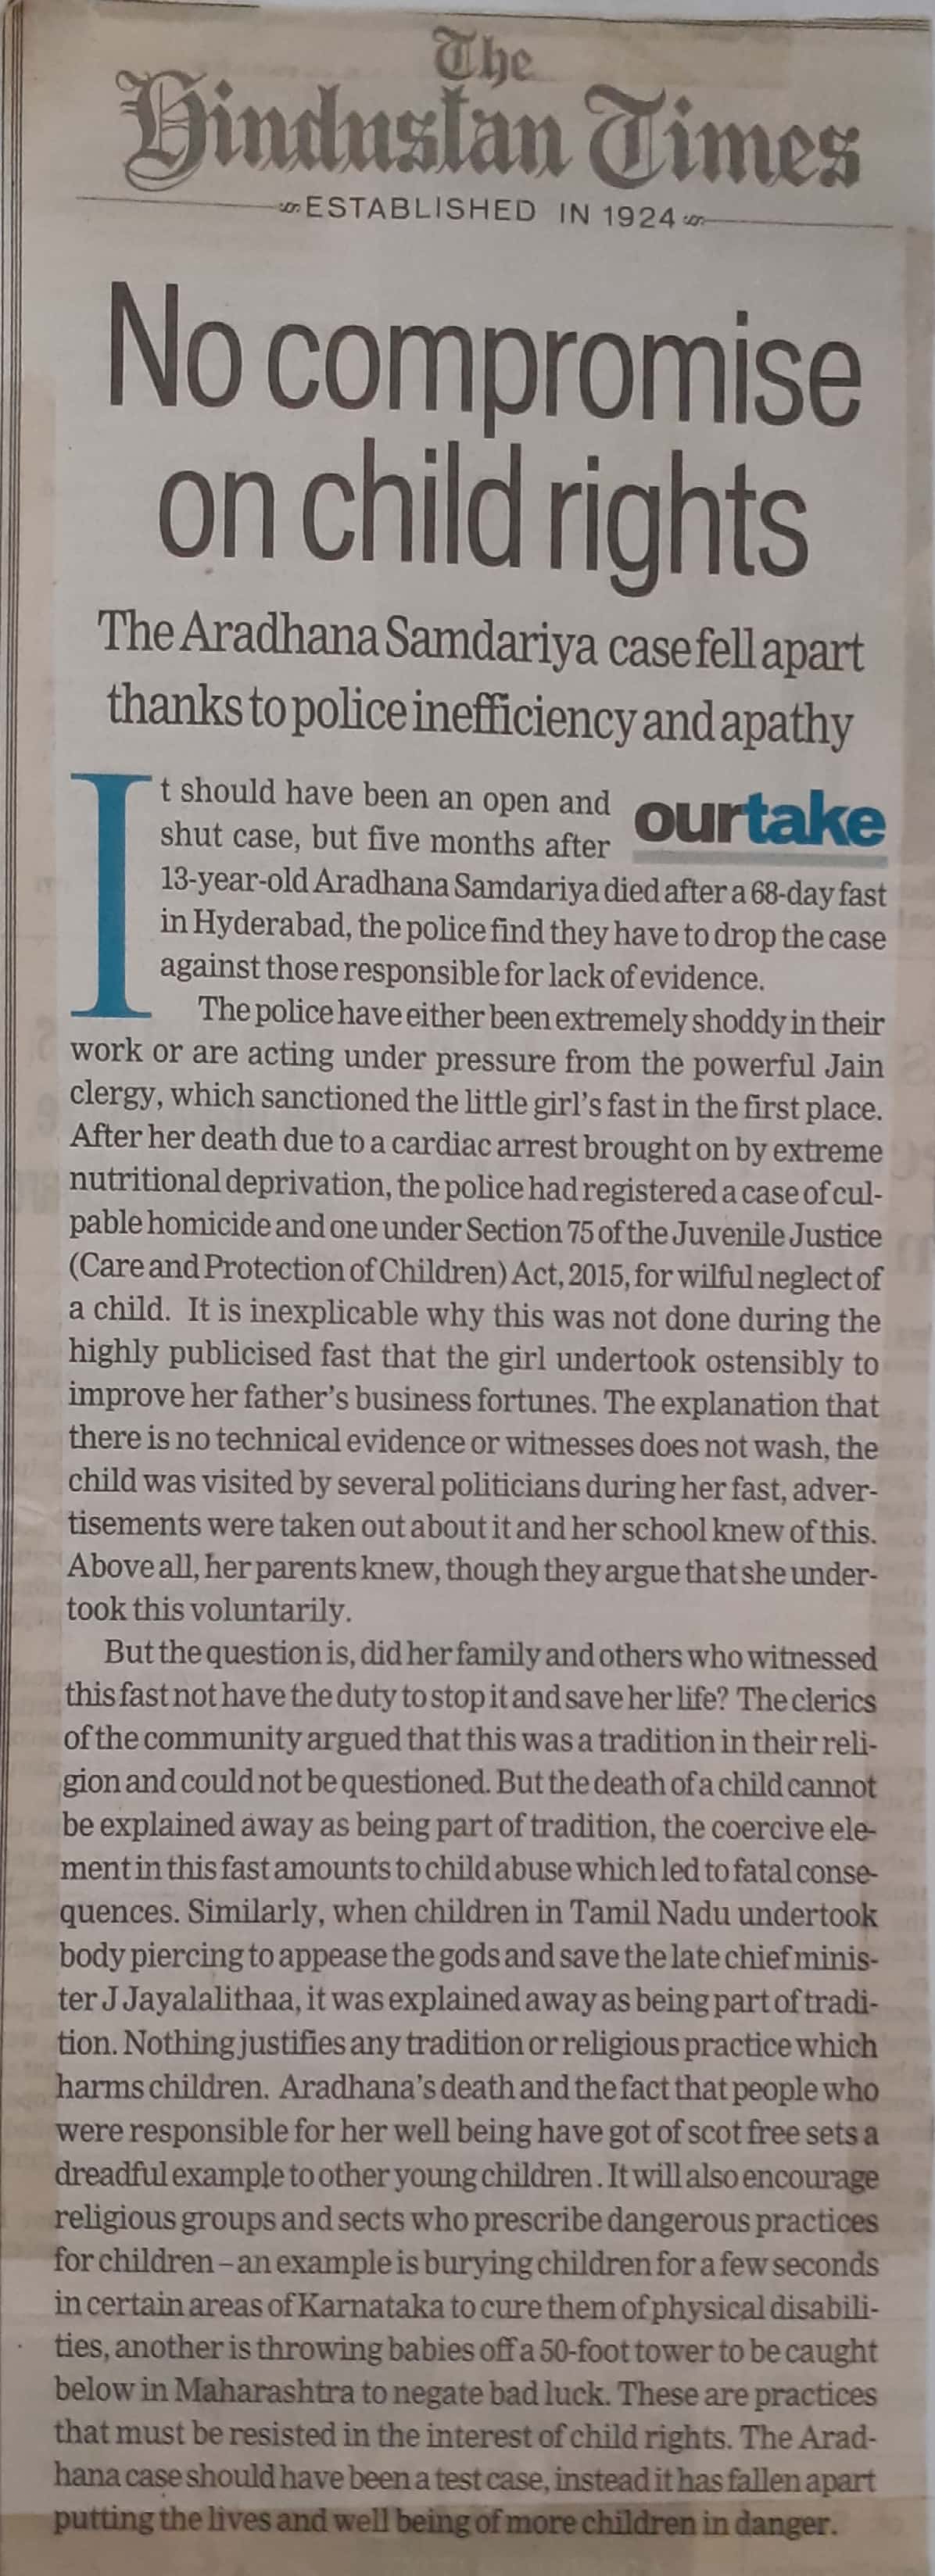 The
Hindustan Times
ESTABLISHED IN 1924
No compromise
on child rights
The Aradhana Samdariya case fell apart
thanks to police inefficiency and apathy
ourtake
It should have been an open and
shut case, but five months after
13-year-old Aradhana Samdariya died after a 68-day fast
in Hyderabad, the police find they have to drop the case
against those responsible for lack of evidence.
The police have either been extremely shoddy in their
work or are acting under pressure from the powerful Jain
clergy, which sanctioned the little girl's fast in the first place.
After her death due to a cardiac arrest brought on by extreme
nutritional deprivation, the police had registered a case of cul-
pable homicide and one under Section 75 of the Juvenile Justice
(Care and Protection of Children) Act, 2015, for wilful neglect of
a child. It is inexplicable why this was not done during the
highly publicised fast that the girl undertook ostensibly to
improve her father's business fortunes. The explanation that
there is no technical evidence or witnesses does not wash, the
child was visited by several politicians during her fast, adver-
tisements were taken out about it and her school knew of this.
Above all, her parents knew, though they argue that she under-
took this voluntarily.
But the question is, did her family and others who witnessed
this fast not have the duty to stop it and save her life? The clerics
of the community argued that this was a tradition in their reli-
gion and could not be questioned. But the death of a child cannot
be explained away as being part of tradition, the coercive ele-
ment in this fast amounts to child abuse which led to fatal conse-
quences. Similarly, when children in Tamil Nadu undertook
body piercing to appease the gods and save the late chief minis-
ter J Jayalalithaa, it was explained away as being part of tradi-
tion. Nothing justifies any tradition or religious practice which
harms children. Aradhana's death and the fact that people who
were responsible for her well being have got of scot free sets a
dreadful example to other young children. It will also encourage
religious groups and sects who prescribe dangerous practices
for children – an example is burying children for a few seconds
in certain areas of Karnataka to cure them of physical disabili-
ties, another is throwing babies off a 50-foot tower to be caught
below in Maharashtra to negate bad luck. These are practices
that must be resisted in the interest of child rights. The Arad-
hana case should have been a test case, instead it has fallen apart
putting the lives and well being of more children in danger.